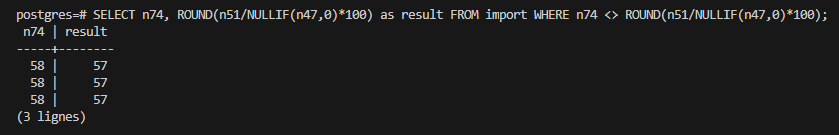 postgres=# SELECT n74, ROUND(n51/NULLIF(n47,0)*100) as result FROM import WHERE n74 <> ROUND(n51/NULLIF(n47,0)*100);
 n74 | result
-----+--------
  58 |     57
  58 |     57
  58 |     57
(3 lignes)